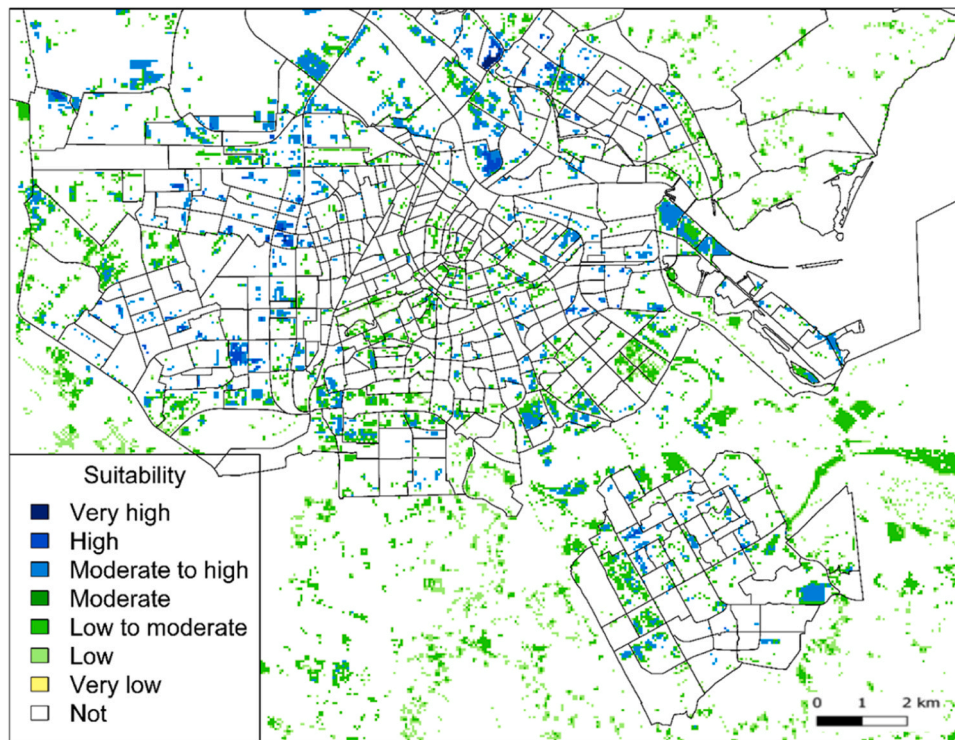 Suitability
Very high
High
Moderate to high
Moderate
Low to moderate
Low
Very low
Not
0 1 2 km